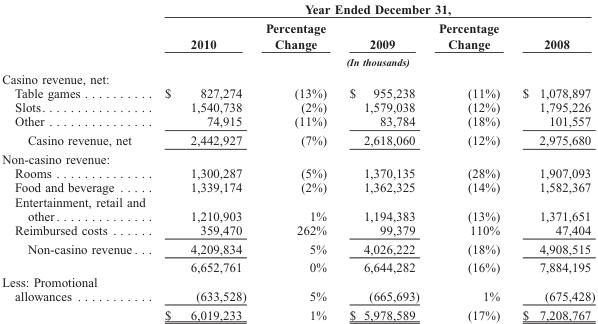 Year Ended December 31,
Percentage Percentage
2010 Change 2009 Change 2008
(In thousands)
Casino revenue, net:
Table games . . . . . . . . . . $ 827,274 (13%) $ 955,238 (11%) $ 1,078,897
Slots. . . . . . . . . . . . . . . . 1,540,738 (2%) 1,579,038 (12%) 1,795,226
Other . . . . . . . . . . . . . . . 74,915 (11%) 83,784 (18%) 101,557
Casino revenue, net 2,442,927 (7%) 2,618,060 (12%) 2,975,680
Non-casino revenue:
Rooms . . . . . . . . . . . . . . 1,300,287 (5%) 1,370,135 (28%) 1,907,093
Food and beverage . . . . . 1,339,174 (2%) 1,362,325 (14%) 1,582,367
Entertainment, retail and
other. . . . . . . . . . . . . . 1,210,903 1% 1,194,383 (13%) 1,371,651
Reimbursed costs . . . . . . 359,470 262% 99,379 110% 47,404
Non-casino revenue . . . 4,209,834 5% 4,026,222 (18%) 4,908,515
6,652,761 0% 6,644,282 (16%) 7,884,195
Less: Promotional
allowances . . . . . . . . . . . (633,528) 5% (665,693) 1% (675,428)
$ 6,019,233 1% $ 5,978,589 (17%) $ 7,208,767